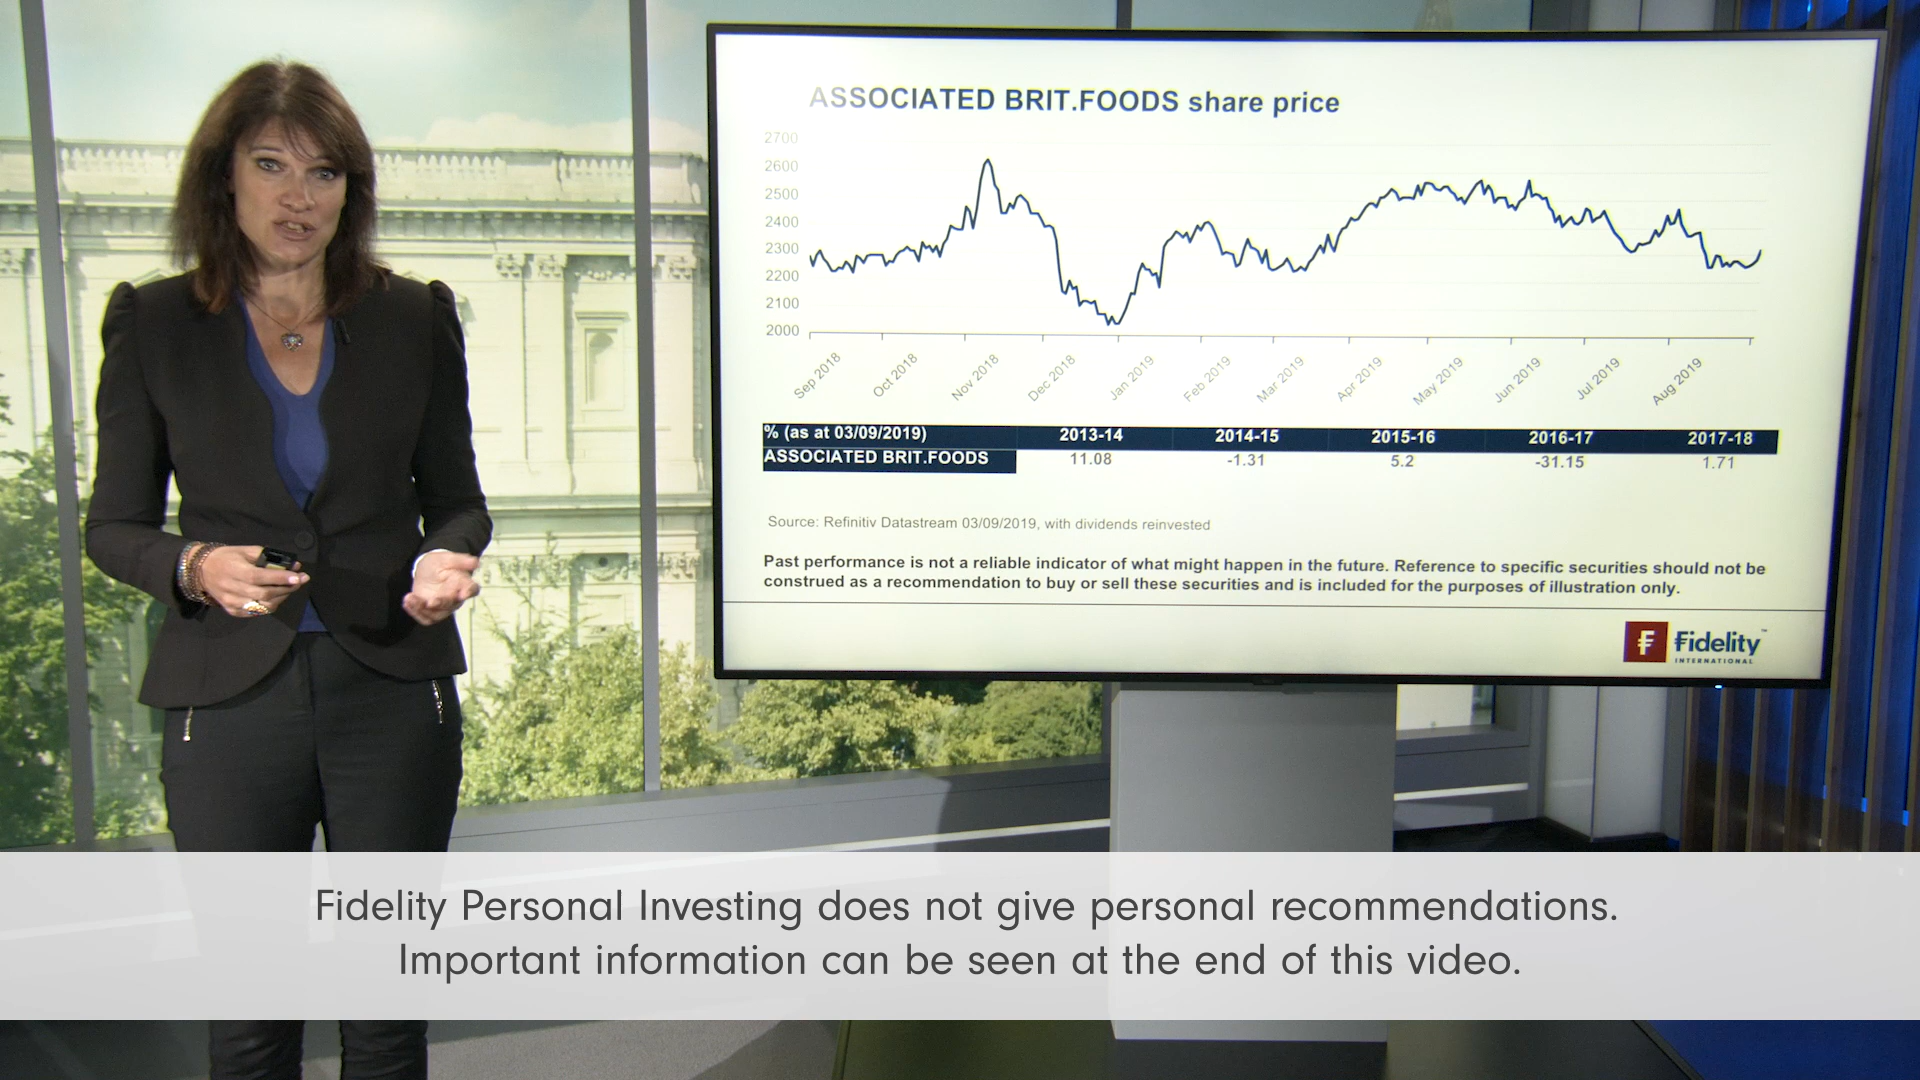 ASSOCIATED BRIT.FOODS share price
2700
2600
2500
2400
2300
2200
2100
2000
Sep 2018 Oct 2018 Nov 2018 Dec 2018 Jan 2019 Feb 2019 Mar 2019 Apr 2019 May 2019 Jun 2019 Jul 2019 Aug 2019
% (as at 03/09/2019) 2013-14 2014-15 2015-16 2016-17 2017-18
ASSOCIATED BRIT.FOODS 11.08 -1.31 5.2 -31.15 1.71
Source: Refinitiv Datastream 03/09/2019, with dividends reinvested
Past performance is not a reliable indicator of what might happen in the future. Reference to specific securities should not be
construed as a recommendation to buy or sell these securities and is included for the purposes of illustration only.
F Fidelity™
INTERNATIONAL
Fidelity Personal Investing does not give personal recommendations.
Important information can be seen at the end of this video.